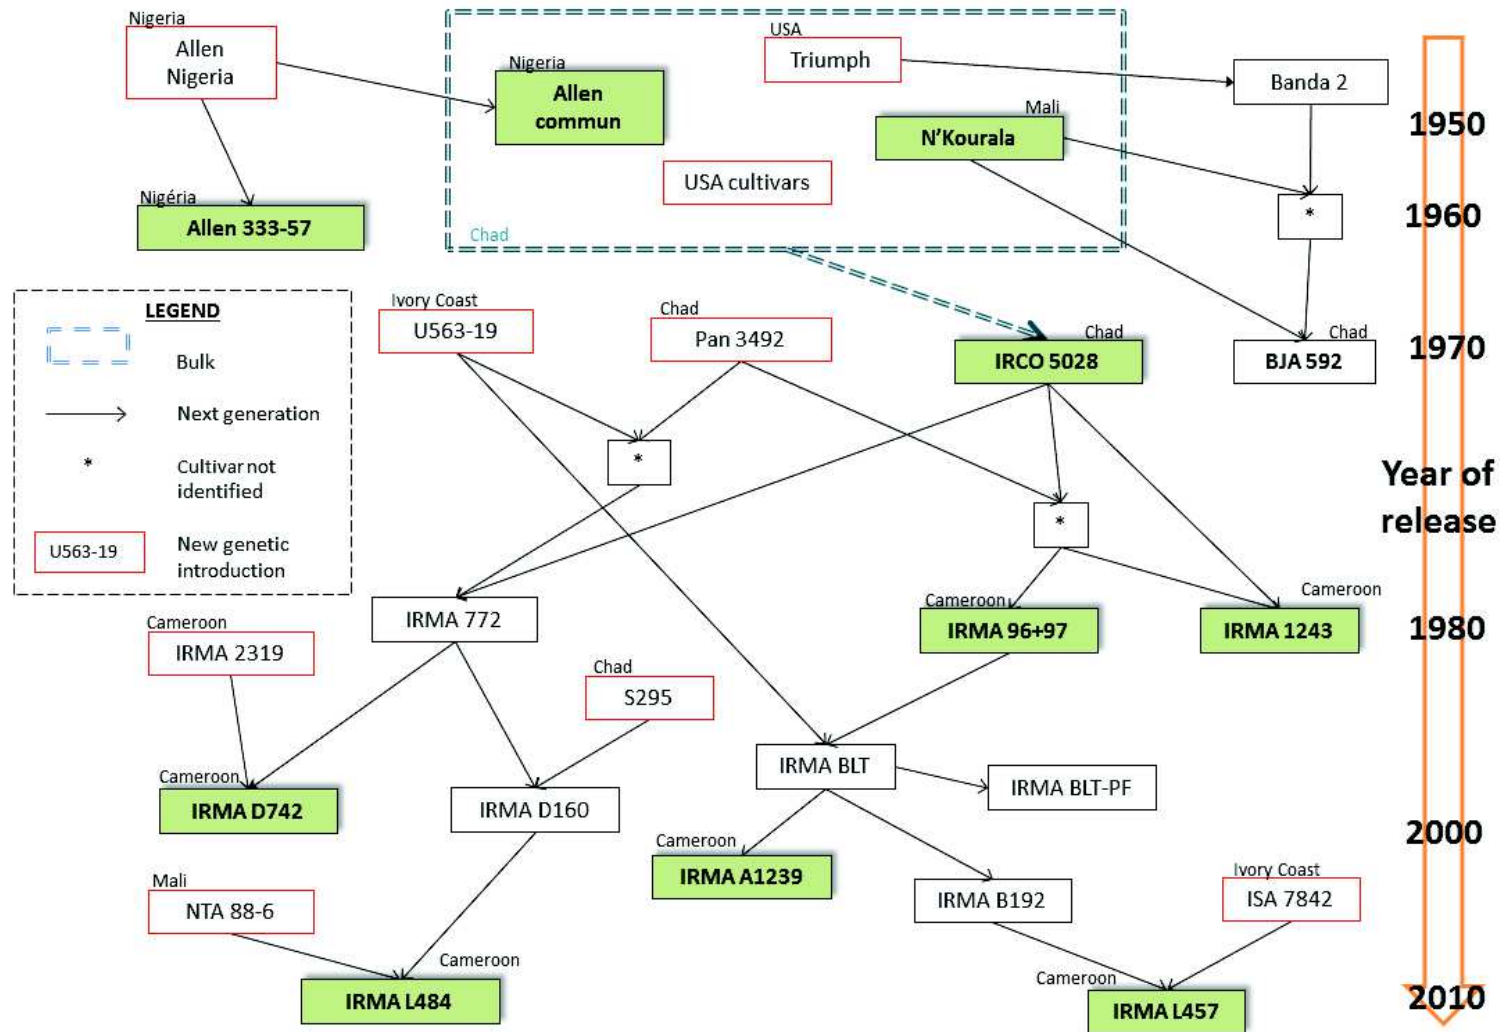 Nigeria
Allen
Nigeria
Nigeria
Allen
commun
USA
Triumph
Banda 2
Mali
N'Kourala
1950
USA cultivars
Nigéria
Allen 333-57
Chad
*
1960
LEGEND
Bulk
Next generation
*
Cultivar not
identified
U563-19
New genetic
introduction
Ivory Coast
U563-19
Chad
Pan 3492
Chad
IRCO 5028
Chad
BJA 592
1970
*
*
Year of
release
IRMA 772
Cameroon
IRMA 96+97
Cameroon
IRMA 1243
1980
Cameroon
IRMA 2319
Chad
S295
IRMA BLT
IRMA BLT-PF
Cameroon
IRMA D742
IRMA D160
2000
Cameroon
IRMA A1239
Mali
NTA 88-6
IRMA B192
Ivory Coast
ISA 7842
Cameroon
IRMA L484
Cameroon
IRMA L457
2010